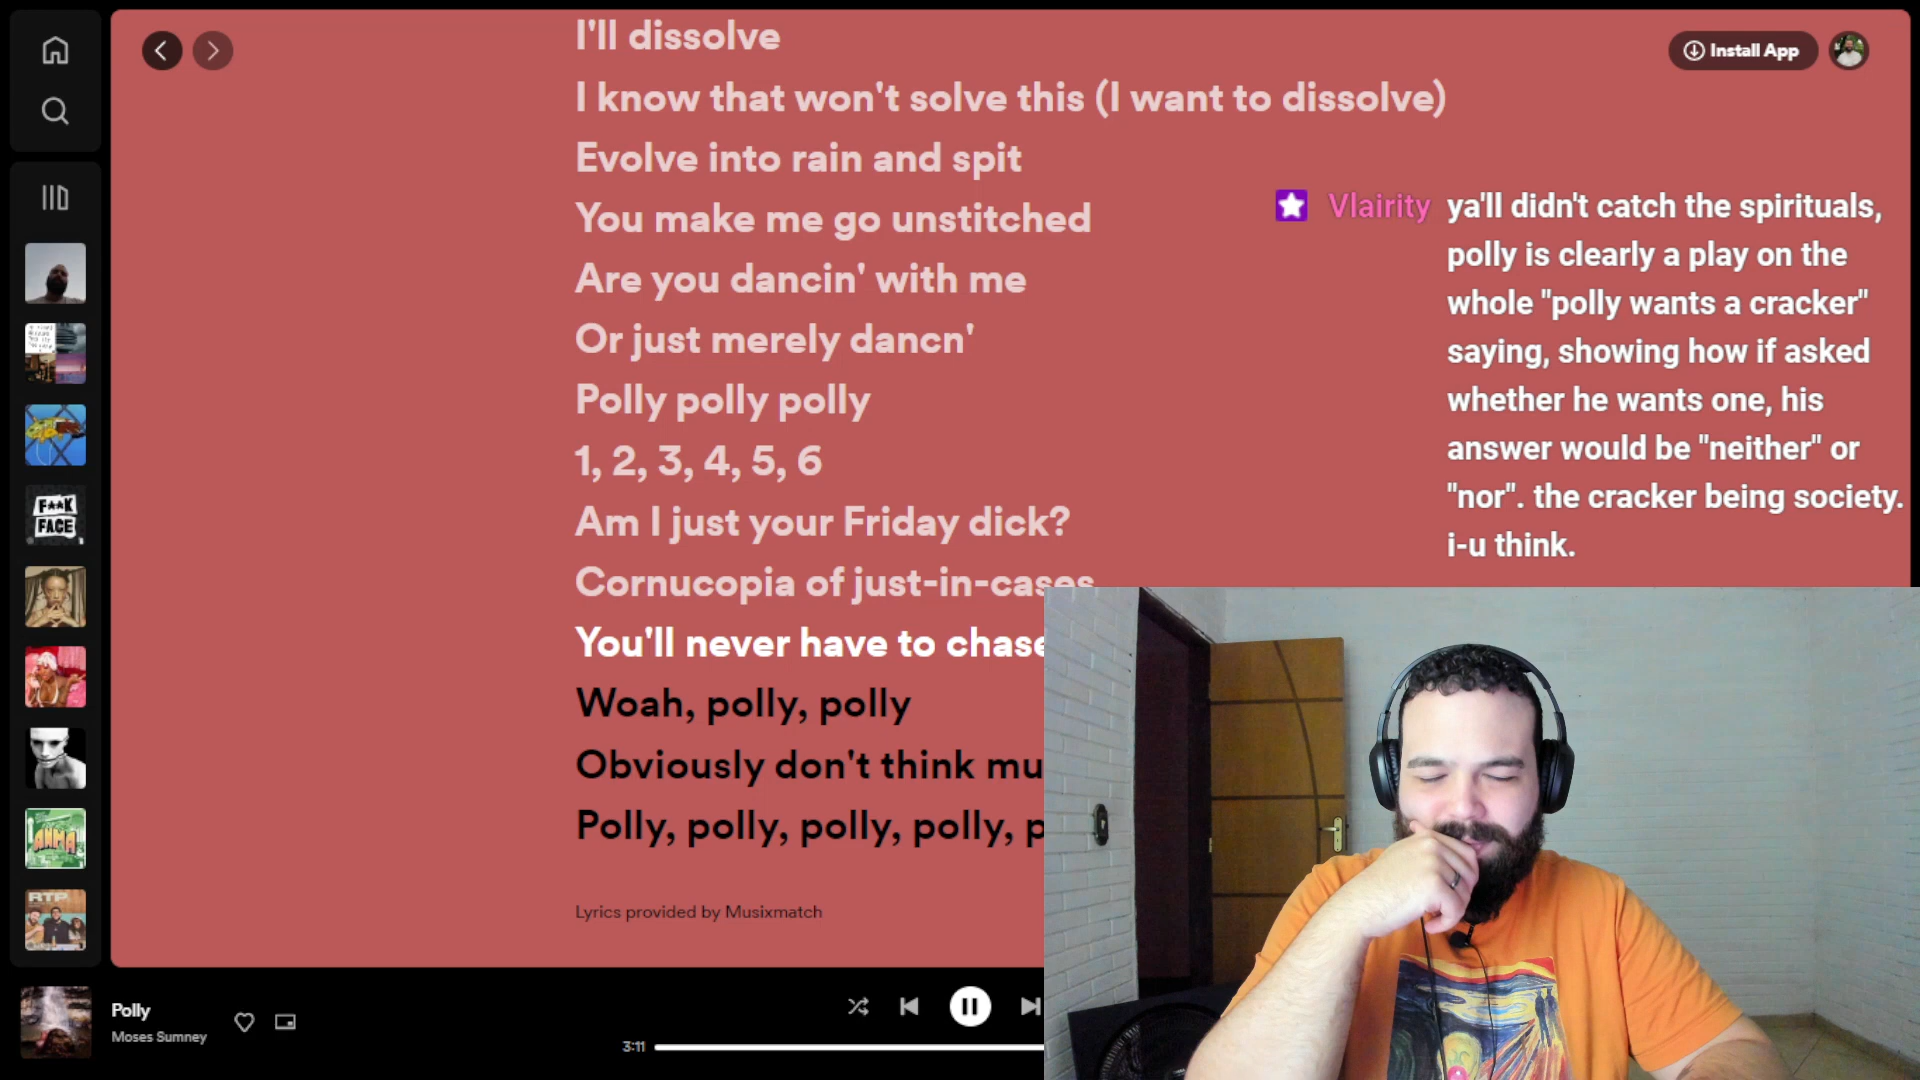 I'll dissolve
I know that won't solve this (I want to dissolve)
Evolve into rain and spit
You make me go unstitched
Are you dancin' with me
Or just merely dancn'
Polly polly polly
1, 2, 3, 4, 5, 6
Am I just your Friday dick?
Cornucopia of just-in-cases
You'll never have to chase
Woah, polly, polly
Obviously don't think mu
Polly, polly, polly, polly, p
Lyrics provided by Musixmatch
Install App
Vlairity ya'll didn't catch the spirituals,
polly is clearly a play on the
whole "polly wants a cracker"
saying, showing how if asked
whether he wants one, his
answer would be "neither" or
"nor". the cracker being society.
i-u think.
F**K
FACE
ANMA
RTP
Polly
Moses Sumney
3:11